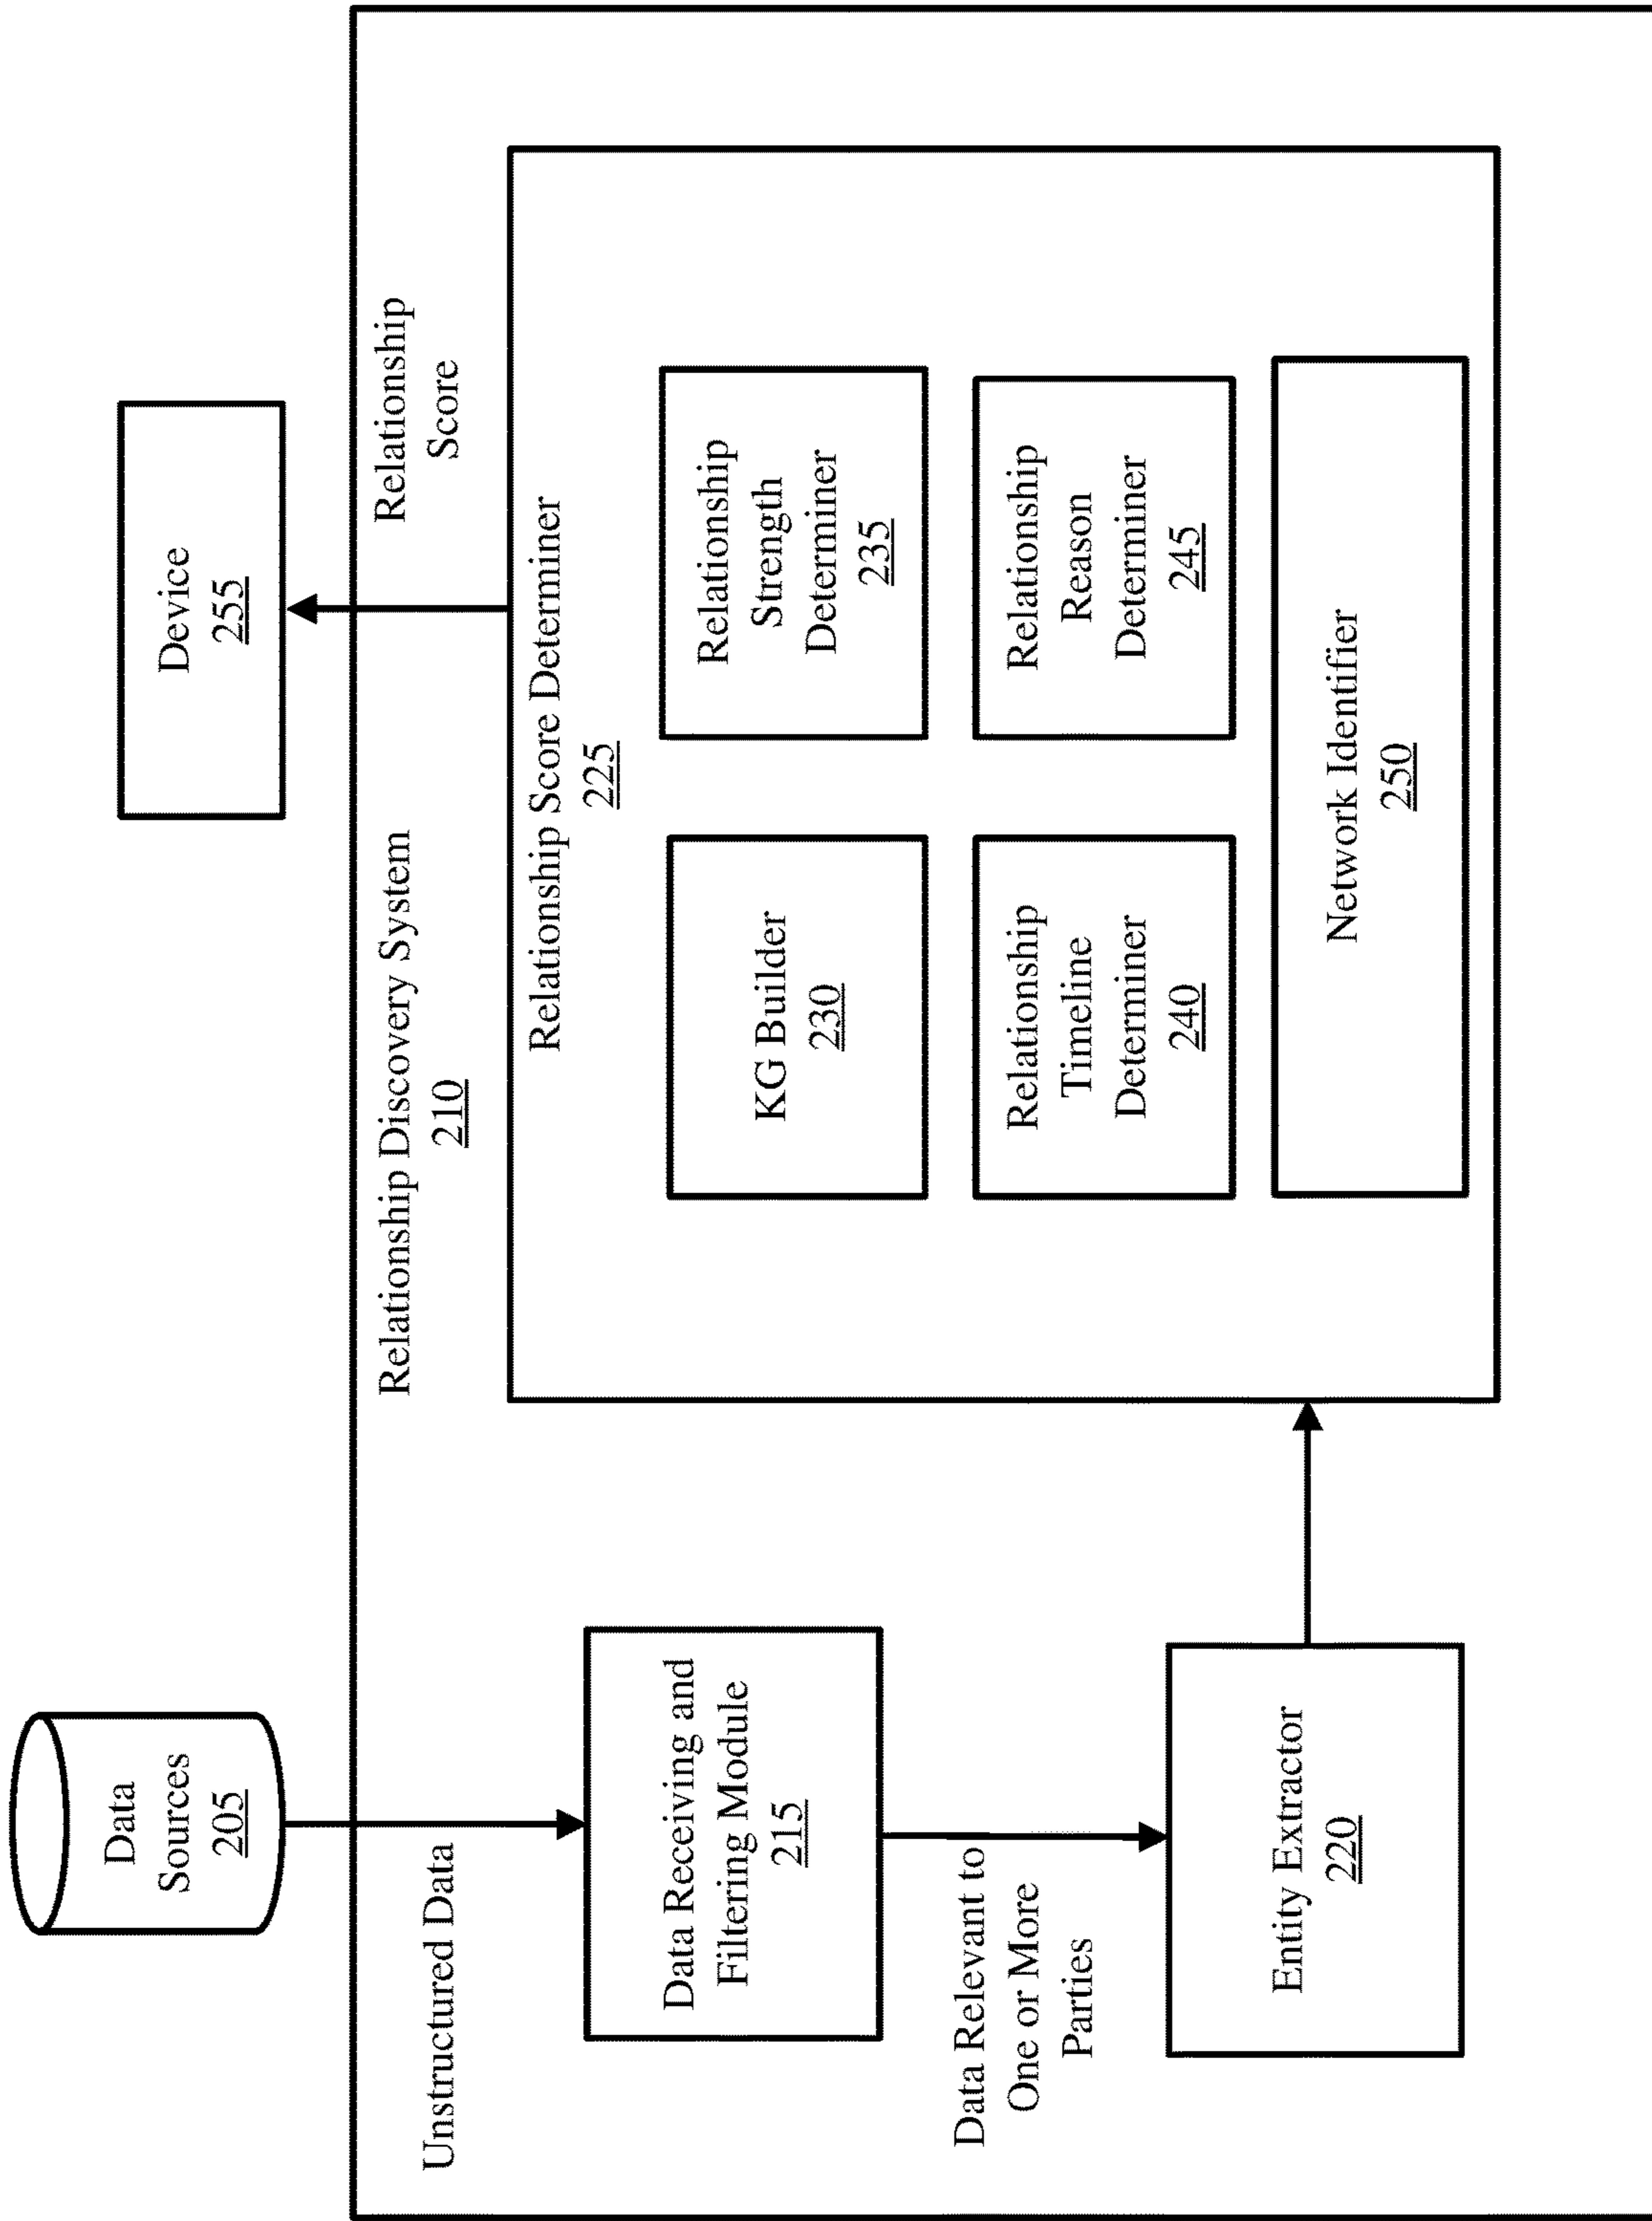 Data
Sources
205
Device
255
Relationship Discovery System
210
Unstructured Data
Relationship
Score
Data Receiving and
Filtering Module
215
Data Relevant to
One or More
Parties
Entity Extractor
220
Relationship Score Determiner
225
KG Builder
230
Relationship
Strength
Determiner
235
Relationship
Timeline
Determiner
240
Relationship
Reason
Determiner
245
Network Identifier
250